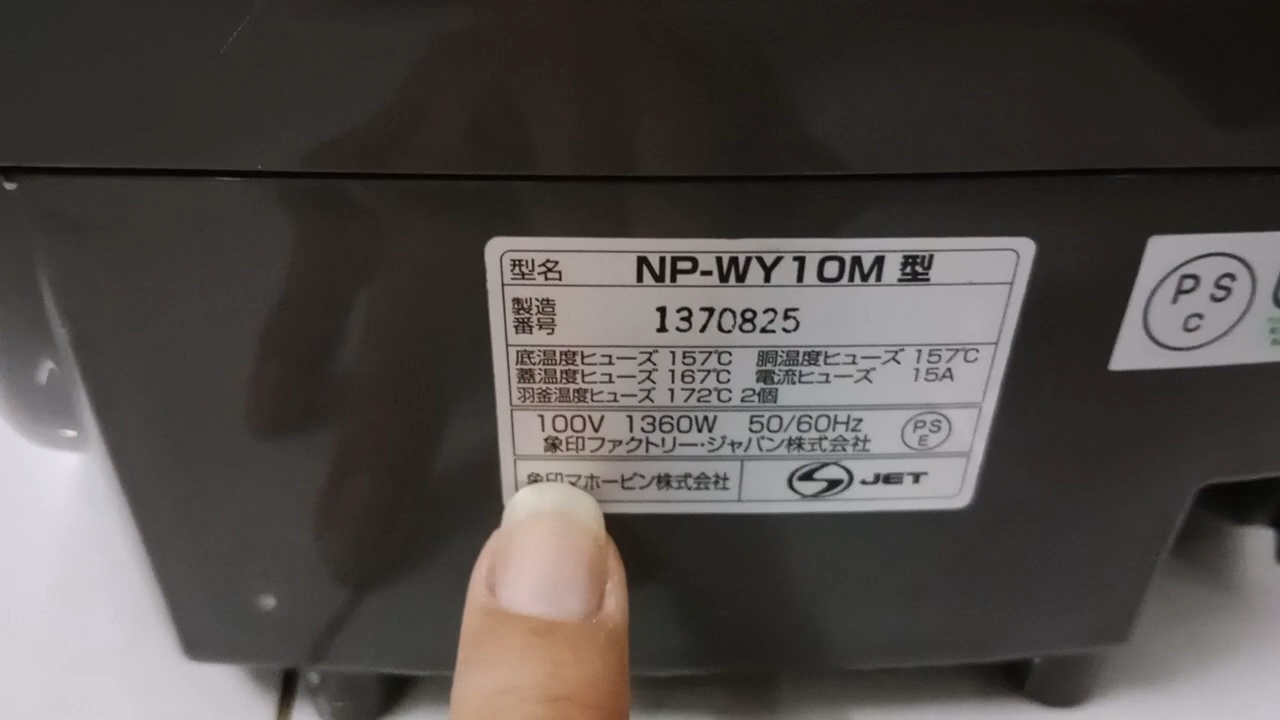 型名 NP-WY10M 型
製造番号 1370825
底温度ヒューズ 157℃ 胴温度ヒューズ 157℃
蓋温度ヒューズ 167℃ 電流ヒューズ 15A
羽釜温度ヒューズ 172℃ 2個
100V 1360W 50/60Hz PS E
象印ファクトリー・ジャパン株式会社
象印マホービン株式会社 JET
PS C